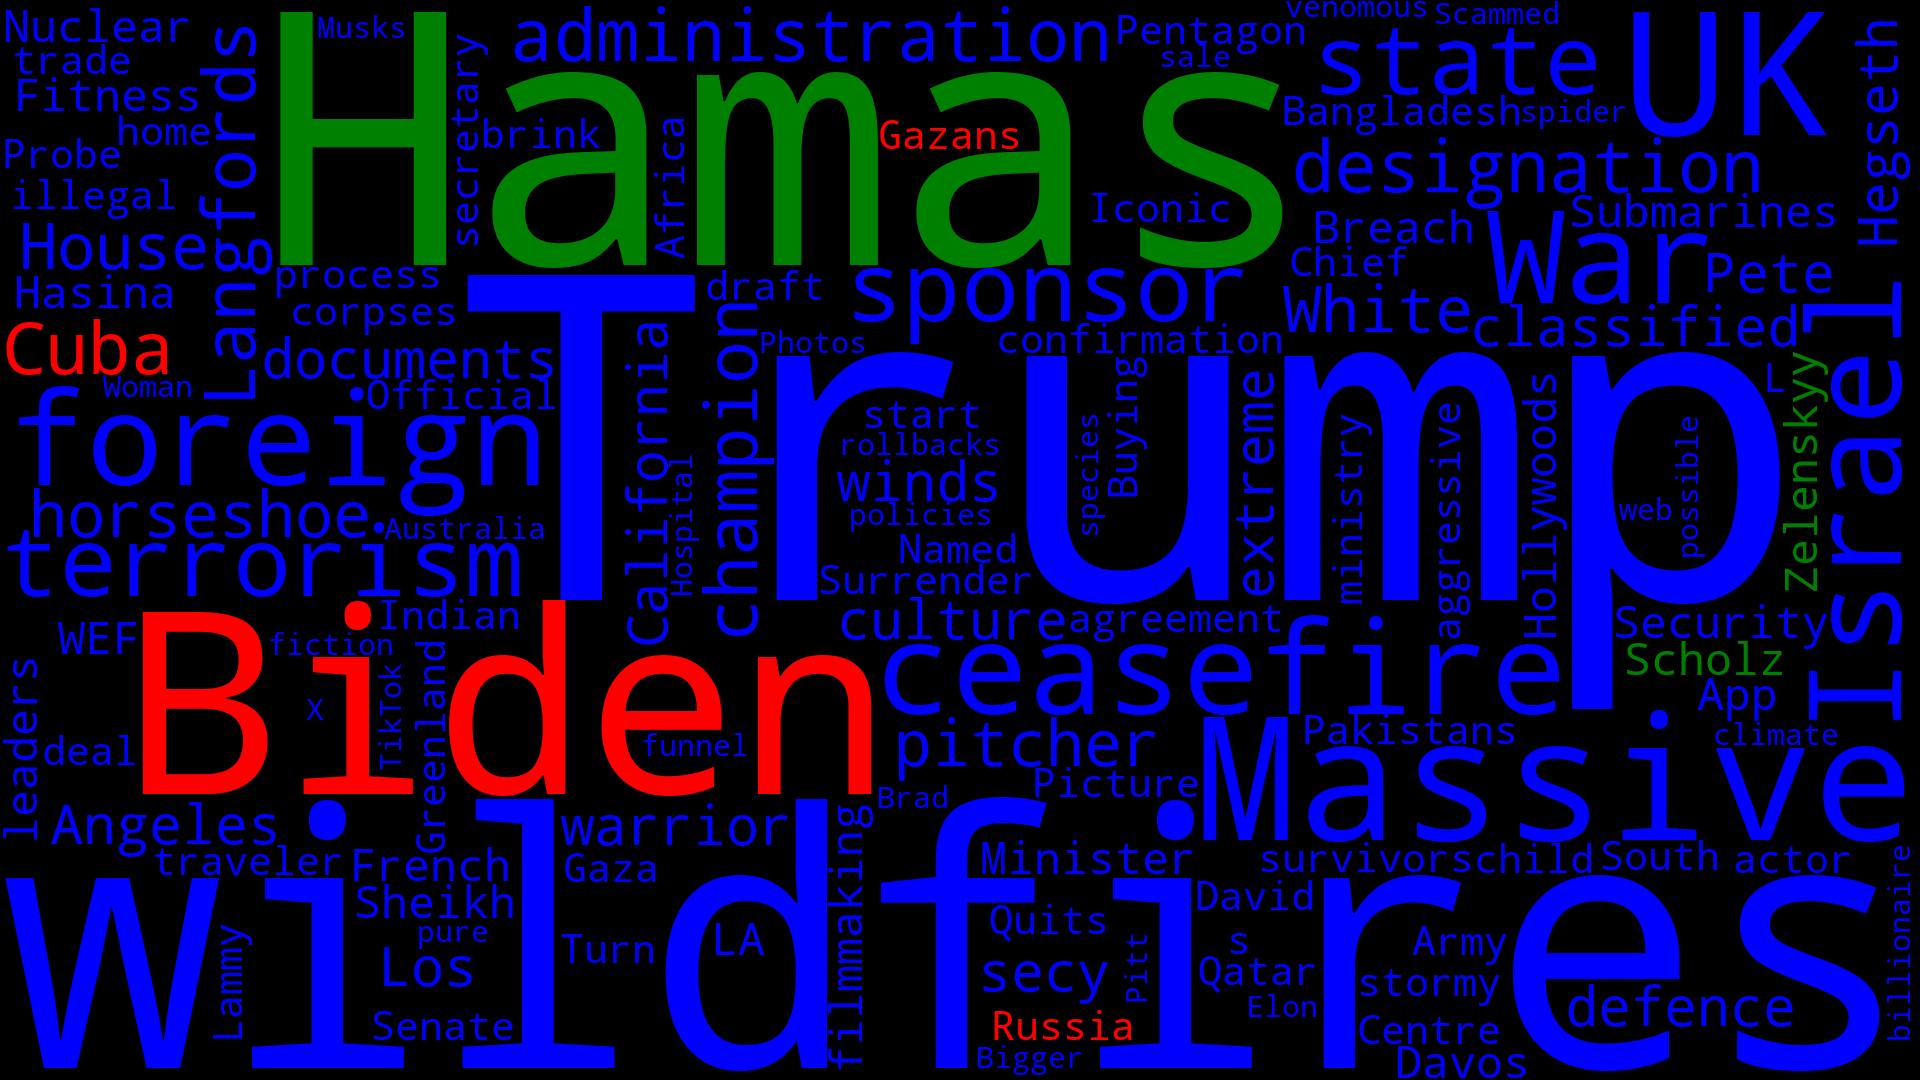 Nuclear
Musks
administration
Pentagon
venomous
Scammed
UK
trade
sale
state
Hegseth
Fitness
Langfords
Hamas
secretary
brink
Africa
Gazans
Bangladesh
spider
home
Probe
designation
illegal
Iconic
Submarines
House
Breach
War
Chief
Pete
Hasina
process
corpses
Trump
draft
sponsor
White
classified
Israel
Cuba
documents
California
champion
Photos
confirmation
Woman
Official
foreign
start
species
Buying
extreme
ministry
aggressive
Hollywoods
L
Zelenskyy
rollbacks
winds
Hospital
possible
web
horseshoe
Australia
policies
terrorism
Named
Surrender
WEF
Biden
Indian
culture
agreement
Security
fiction
ceasefire
Scholz
leaders
X
TikTok
Greenland
App
deal
funnel
pitcher
Massive
Pakistans
climate
Picture
Brad
Angeles
warrior
filmmaking
wildfires
traveler
French
Gaza
Minister
survivors
child
South
actor
billionaire
Sheikh
David
Lammy
pure
Quits
Pitt
s
Turn
LA
Army
Los
secy
Qatar
stormy
Elon
defence
Senate
Russia
Centre
Bigger
Davos